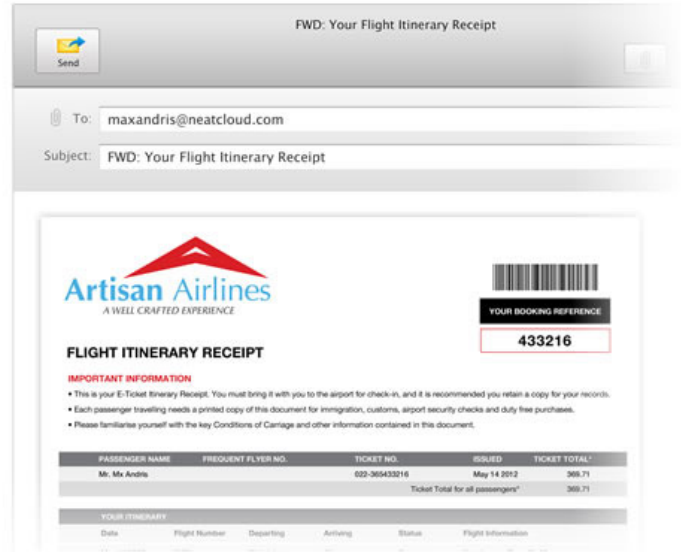 FWD: Your Flight Itinerary Receipt
Send
To: maxandris@neatcloud.com
Subject: FWD: Your Flight Itinerary Receipt
Artisan Airlines
A WELL CRAFTED EXPERIENCE
YOUR BOOKING REFERENCE
433216
FLIGHT ITINERARY RECEIPT
IMPORTANT INFORMATION
• This is your E-Ticket Itinerary Receipt. You must bring it with you to the airport for check-in, and it is recommended you retain a copy for your records.
• Each passenger travelling needs a printed copy of this document for immigration, customs, airport security checks and duty free purchases.
• Please familiarise yourself with the key Conditions of Carriage and other information contained in this document.
PASSENGER NAME FREQUENT FLYER NO. TICKET NO. ISSUED TICKET TOTAL*
Mr. Mx Andris 022-365433216 May 14 2012 369.71
Ticket Total for all passengers* 369.71
YOUR ITINERARY
Date Flight Number Departing Arriving Status Flight Information